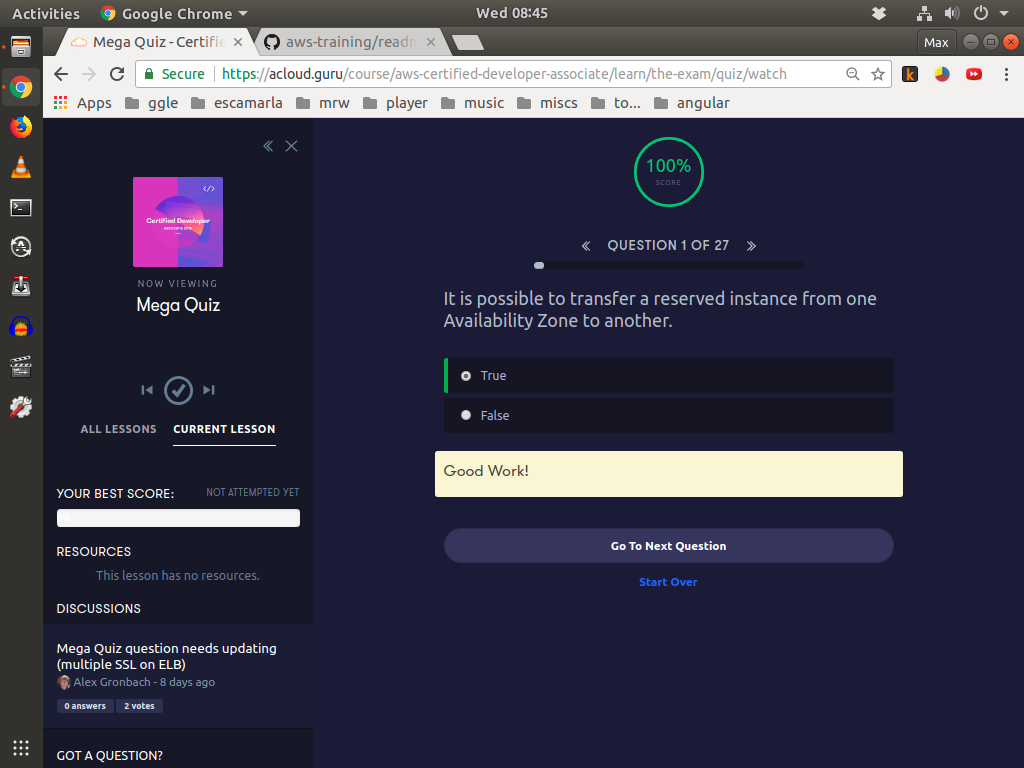 Activities
Google Chrome
Wed 08:45
Mega Quiz - Certifie
aws-training/readm
Max
Secure
https://acloud.guru/course/aws-certified-developer-associate/learn/the-exam/quiz/watch
Apps
ggle
escamarla
mrw
player
music
miscs
to...
angular
</>
Certified Developer
NOW VIEWING
Mega Quiz
ALL LESSONS
CURRENT LESSON
YOUR BEST SCORE:
NOT ATTEMPTED YET
RESOURCES
This lesson has no resources.
DISCUSSIONS
Mega Quiz question needs updating
(multiple SSL on ELB)
Alex Gronbach - 8 days ago
0 answers
2 votes
GOT A QUESTION?
100%
SCORE
QUESTION 1 OF 27
It is possible to transfer a reserved instance from one
Availability Zone to another.
True
False
Good Work!
Go To Next Question
Start Over